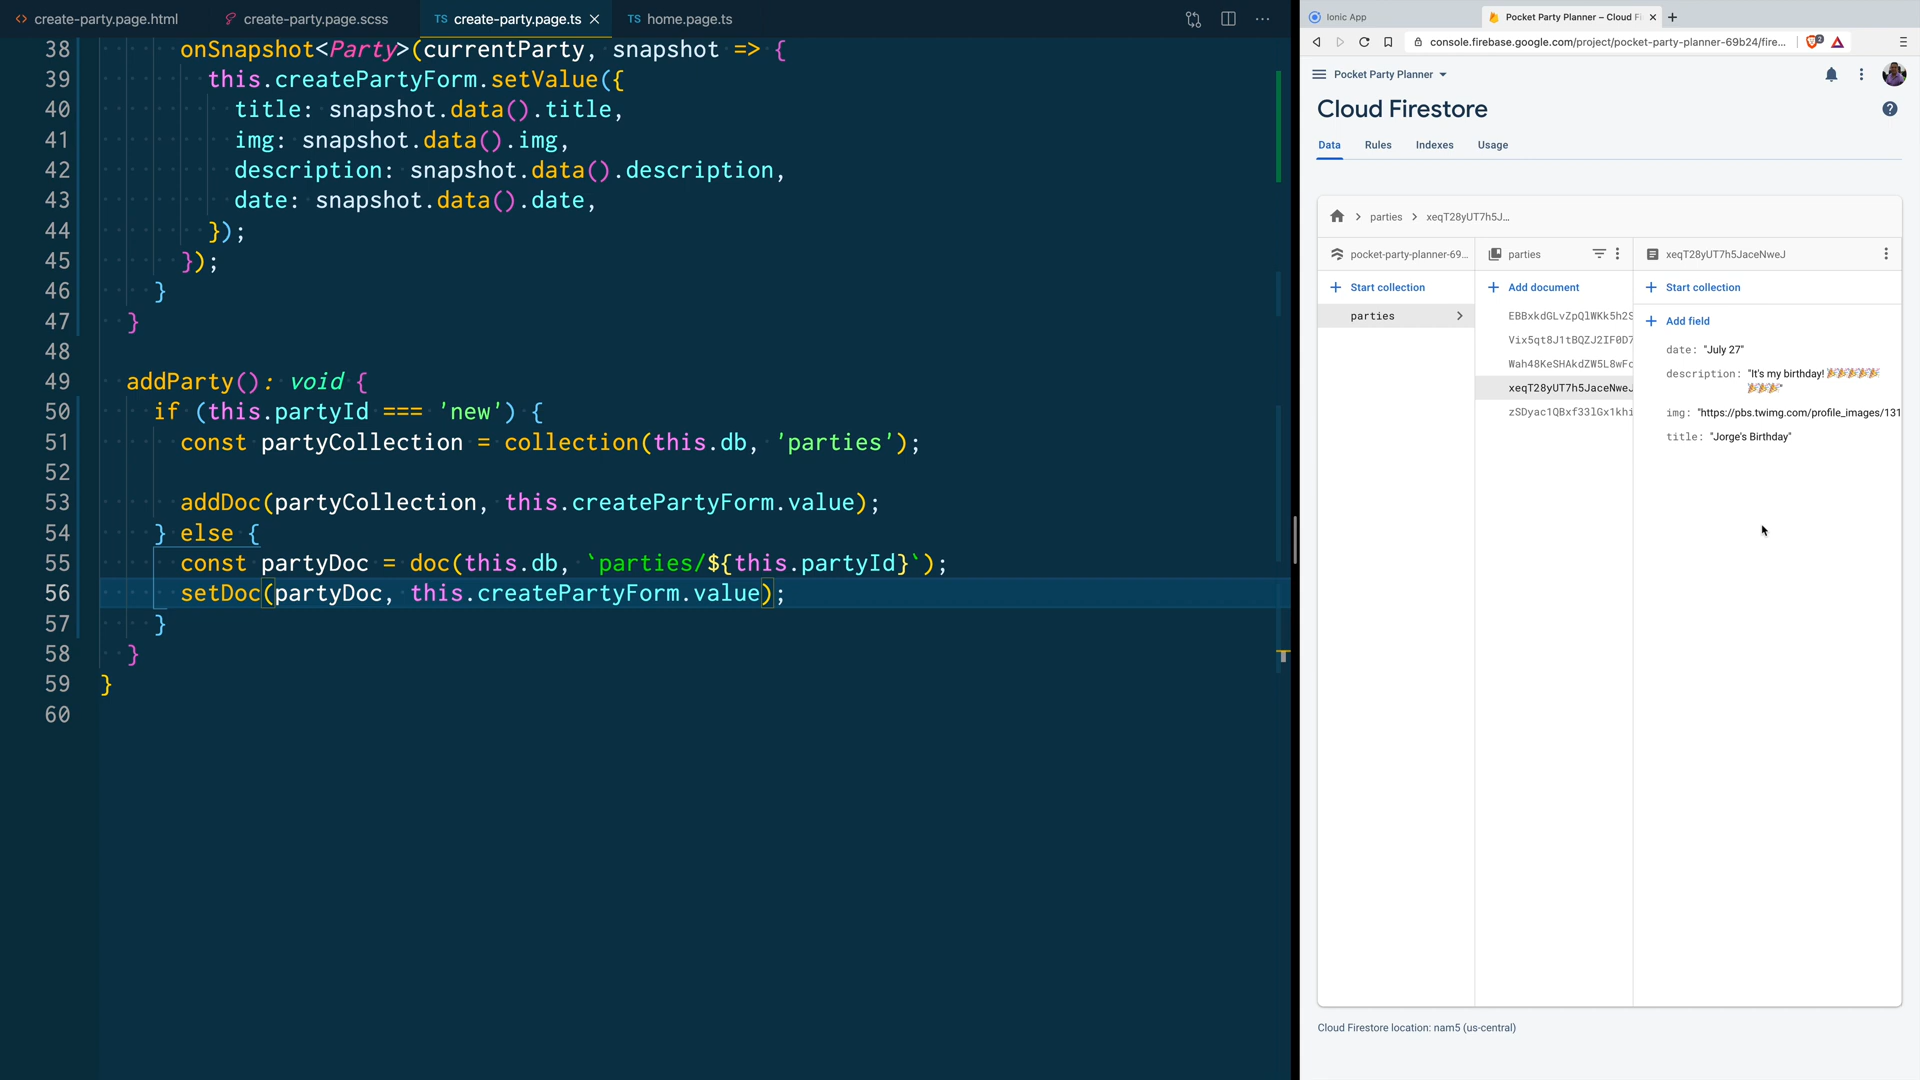 <> create-party.page.html
create-party.page.scss
TS create-party.page.ts
TS home.page.ts
38 onSnapshot<Party>(currentParty, snapshot => {
39 this.createPartyForm.setValue({
40 title: snapshot.data().title,
41 img: snapshot.data().img,
42 description: snapshot.data().description,
43 date: snapshot.data().date,
44 });
45 });
46 }
47 }
48
49 addParty(): void {
50 if (this.partyId === 'new') {
51 const partyCollection = collection(this.db, 'parties');
52
53 addDoc(partyCollection, this.createPartyForm.value);
54 } else {
55 const partyDoc = doc(this.db, `parties/${this.partyId}`);
56 setDoc(partyDoc, this.createPartyForm.value);
57 }
58 }
59 }
60
Ionic App
Pocket Party Planner – Cloud Fi
console.firebase.google.com/project/pocket-party-planner-69b24/fire...
2
Pocket Party Planner
Cloud Firestore
Data
Rules
Indexes
Usage
parties
xeqT28yUT7h5J...
pocket-party-planner-69...
parties
xeqT28yUT7h5JaceNweJ
Start collection
Add document
Start collection
parties
EBBxkdGLvZpQlWKk5h2S
Vix5qt8J1tBQZJ2IF0D7
Wah48KeSHAkdZW5L8wFc
xeqT28yUT7h5JaceNweJ
zSDyac1QBxf33lGx1khi
Add field
date: "July 27"
description: "It's my birthday! 🎉🎉🎉🎉🎉
🎉🎉🎉"
img: "https://pbs.twimg.com/profile_images/131
title: "Jorge's Birthday"
Cloud Firestore location: nam5 (us-central)